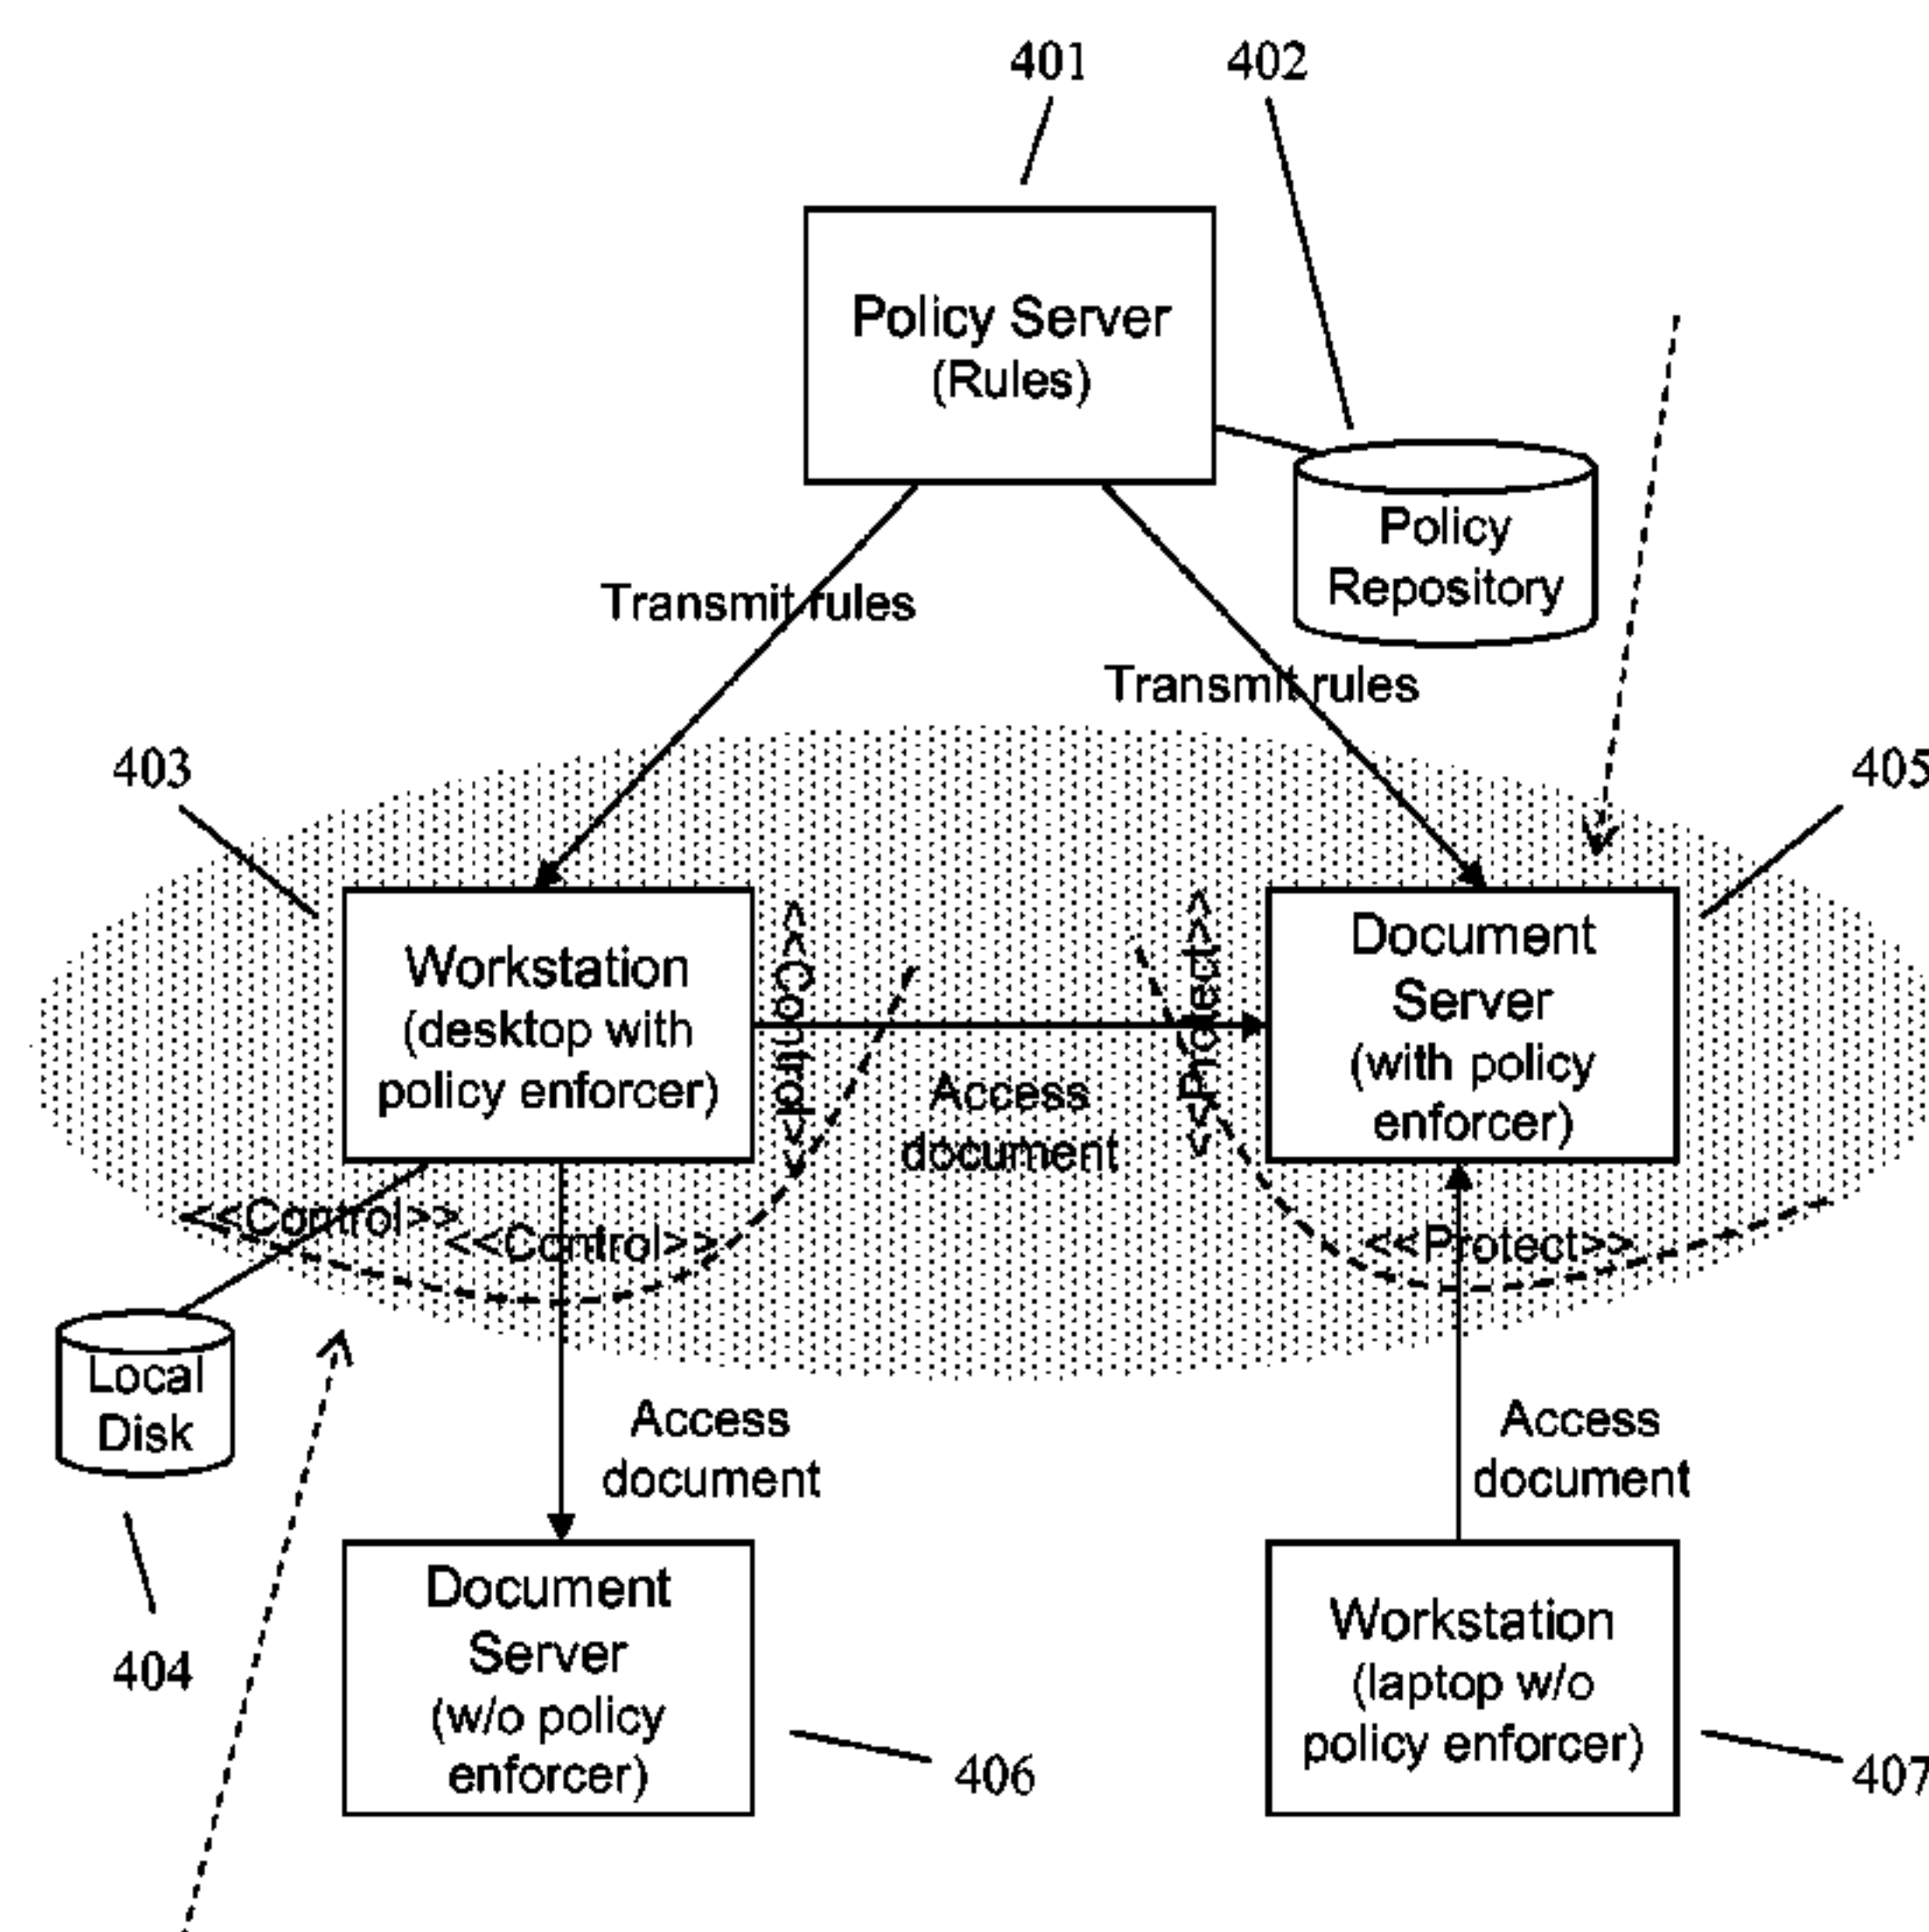 401
402
Policy Server
(Rules)
Policy
Repository
Transmit rules
Transmit rules
403
405
Workstation
(desktop with
policy enforcer)
<<Control>>
<<Protect>>
Document
Server
(with policy
enforcer)
Access
document
<<Control>>
<<Control>>
<<Protect>>
Local
Disk
Access
document
Access
document
404
Document
Server
(w/o policy
enforcer)
406
Workstation
(laptop w/o
policy enforcer)
407